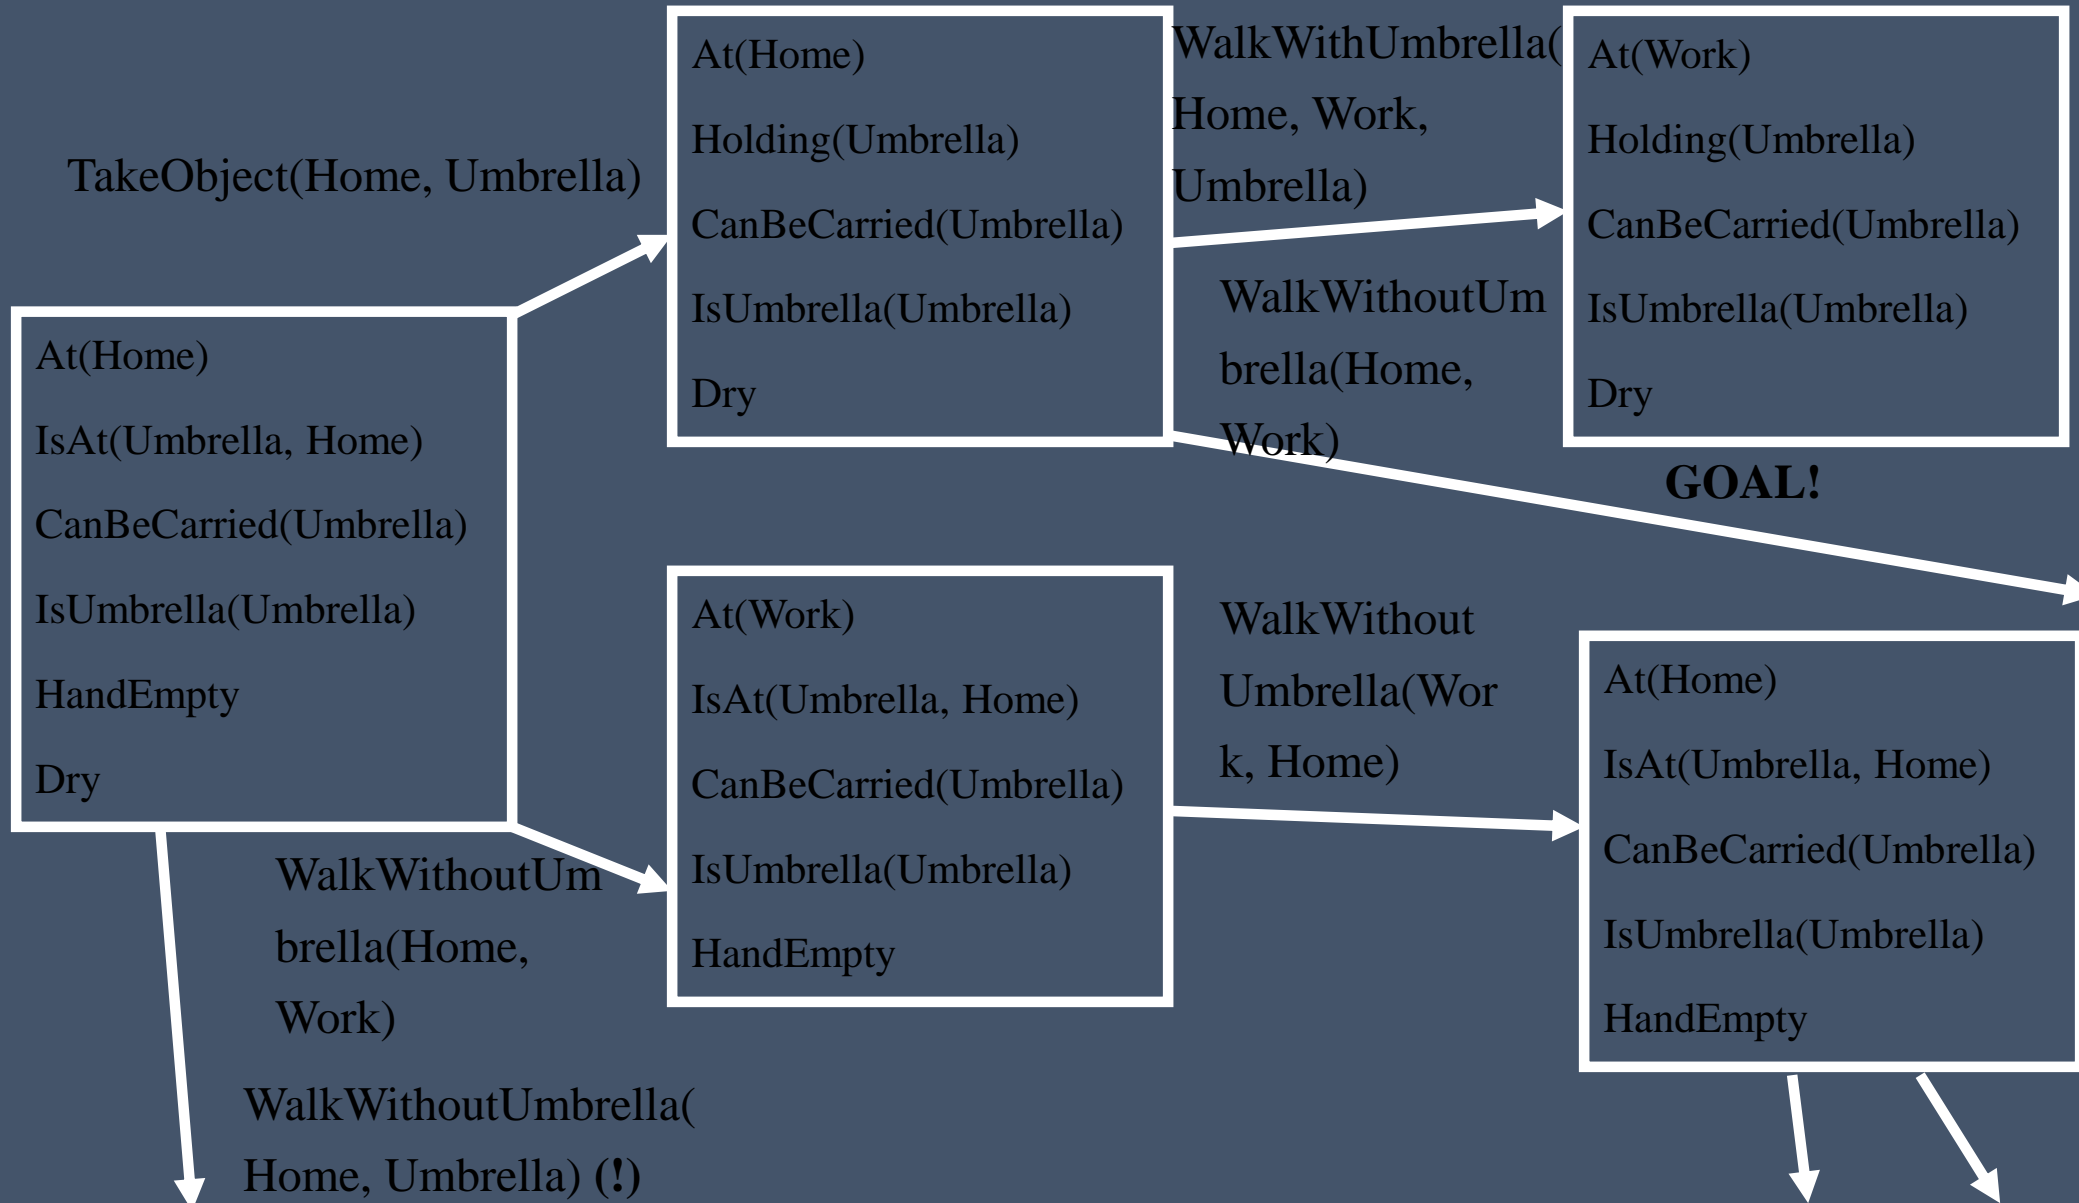 TakeObject(Home, Umbrella)
At(Home)
IsAt(Umbrella, Home)
CanBeCarried(Umbrella)
IsUmbrella(Umbrella)
HandEmpty
Dry
At(Home)
Holding(Umbrella)
CanBeCarried(Umbrella)
IsUmbrella(Umbrella)
Dry
WalkWithUmbrella(
Home, Work,
Umbrella)
At(Work)
Holding(Umbrella)
CanBeCarried(Umbrella)
IsUmbrella(Umbrella)
Dry
GOAL!
WalkWithoutUm
brella(Home,
Work)
WalkWithoutUm
brella(Home,
Work)
At(Work)
IsAt(Umbrella, Home)
CanBeCarried(Umbrella)
IsUmbrella(Umbrella)
HandEmpty
WalkWithout
Umbrella(Wor
k, Home)
At(Home)
IsAt(Umbrella, Home)
CanBeCarried(Umbrella)
IsUmbrella(Umbrella)
HandEmpty
WalkWithoutUmbrella(
Home, Umbrella) (!)